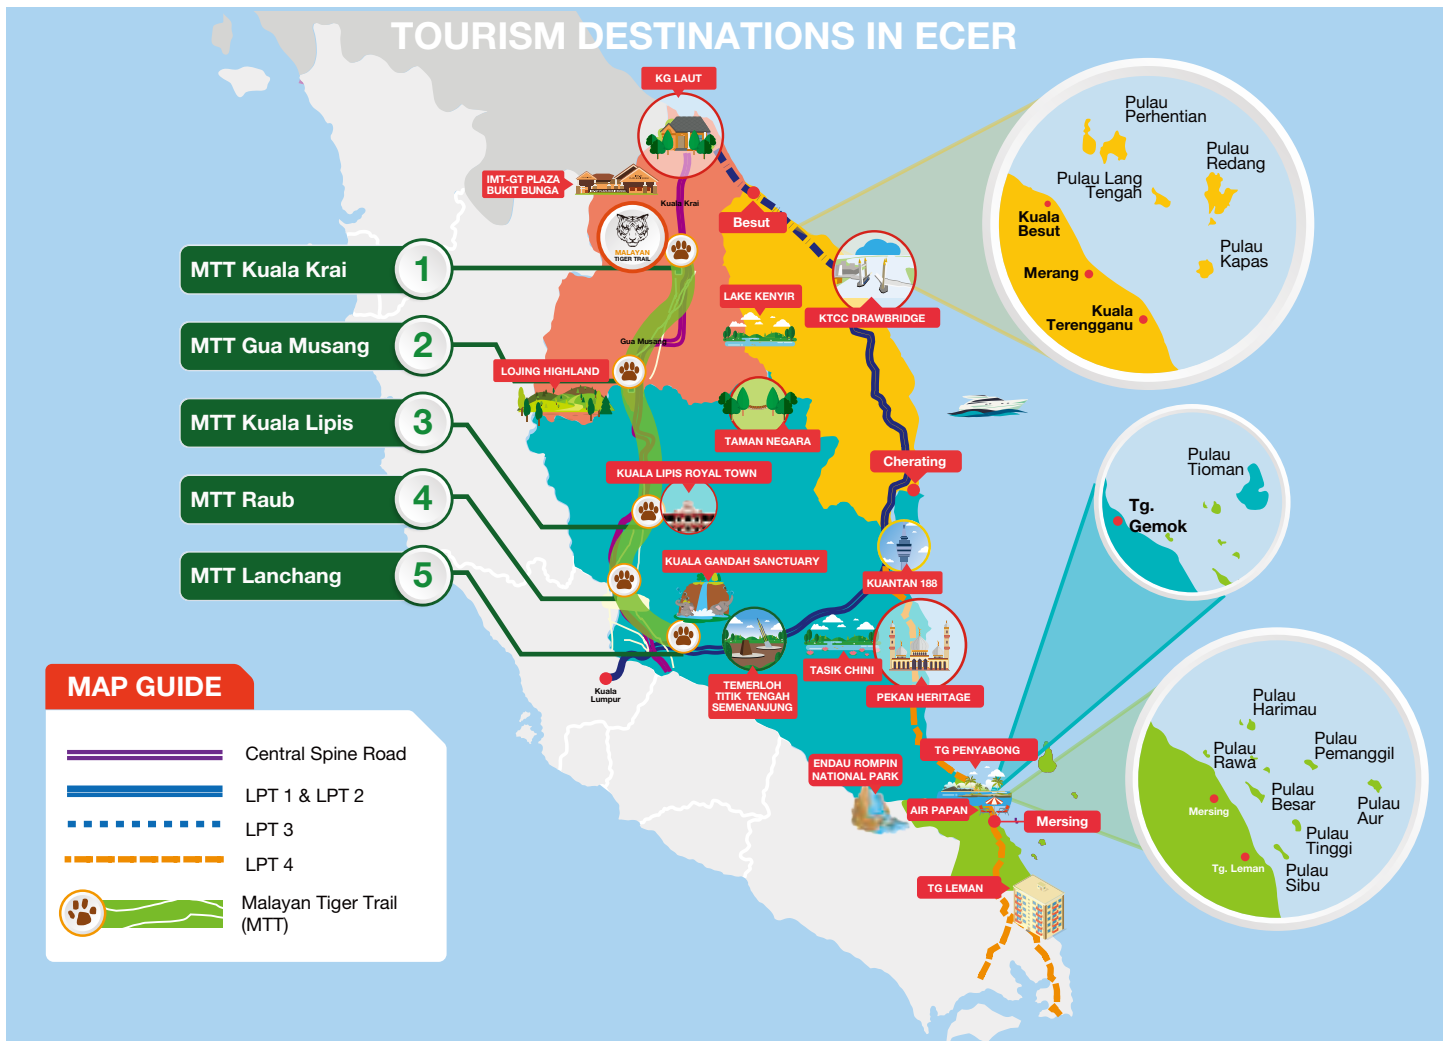 TOURISM DESTINATIONS IN ECER
KG LAUT
IMT-GT PLAZA
BUKIT BUNGA
Kuala Krai
MALAYAN
TIGER TRAIL
Besut
LAKE KENYIR
KTCC DRAWBRIDGE
Gua Musang
LOJING HIGHLAND
TAMAN NEGARA
Cherating
KUALA LIPIS ROYAL TOWN
KUALA GANDAH SANCTUARY
KUANTAN 188
TASIK CHINI
PEKAN HERITAGE
TEMERLOH
TITIK TENGAH
SEMENANJUNG
Kuala
Lumpur
TG PENYABONG
ENDAU ROMPIN
NATIONAL PARK
AIR PAPAN
Mersing
TG LEMAN
MTT Kuala Krai
1
MTT Gua Musang
2
MTT Kuala Lipis
3
MTT Raub
4
MTT Lanchang
5
MAP GUIDE
Central Spine Road
LPT 1 & LPT 2
LPT 3
LPT 4
Malayan Tiger Trail
(MTT)
Pulau
Perhentian
Pulau
Redang
Pulau Lang
Tengah
Kuala
Besut
Pulau
Kapas
Merang
Kuala
Terengganu
Pulau
Tioman
Tg.
Gemok
Pulau
Harimau
Pulau
Rawa
Pulau
Pemanggil
Pulau
Besar
Pulau
Aur
Mersing
Pulau
Tinggi
Tg. Leman
Pulau
Sibu